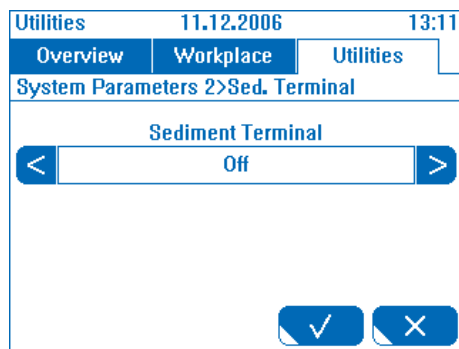 Utilities 11.12.2006 13:11
Overview Workplace Utilities
System Parameters 2>Sed. Terminal
Sediment Terminal
< Off >